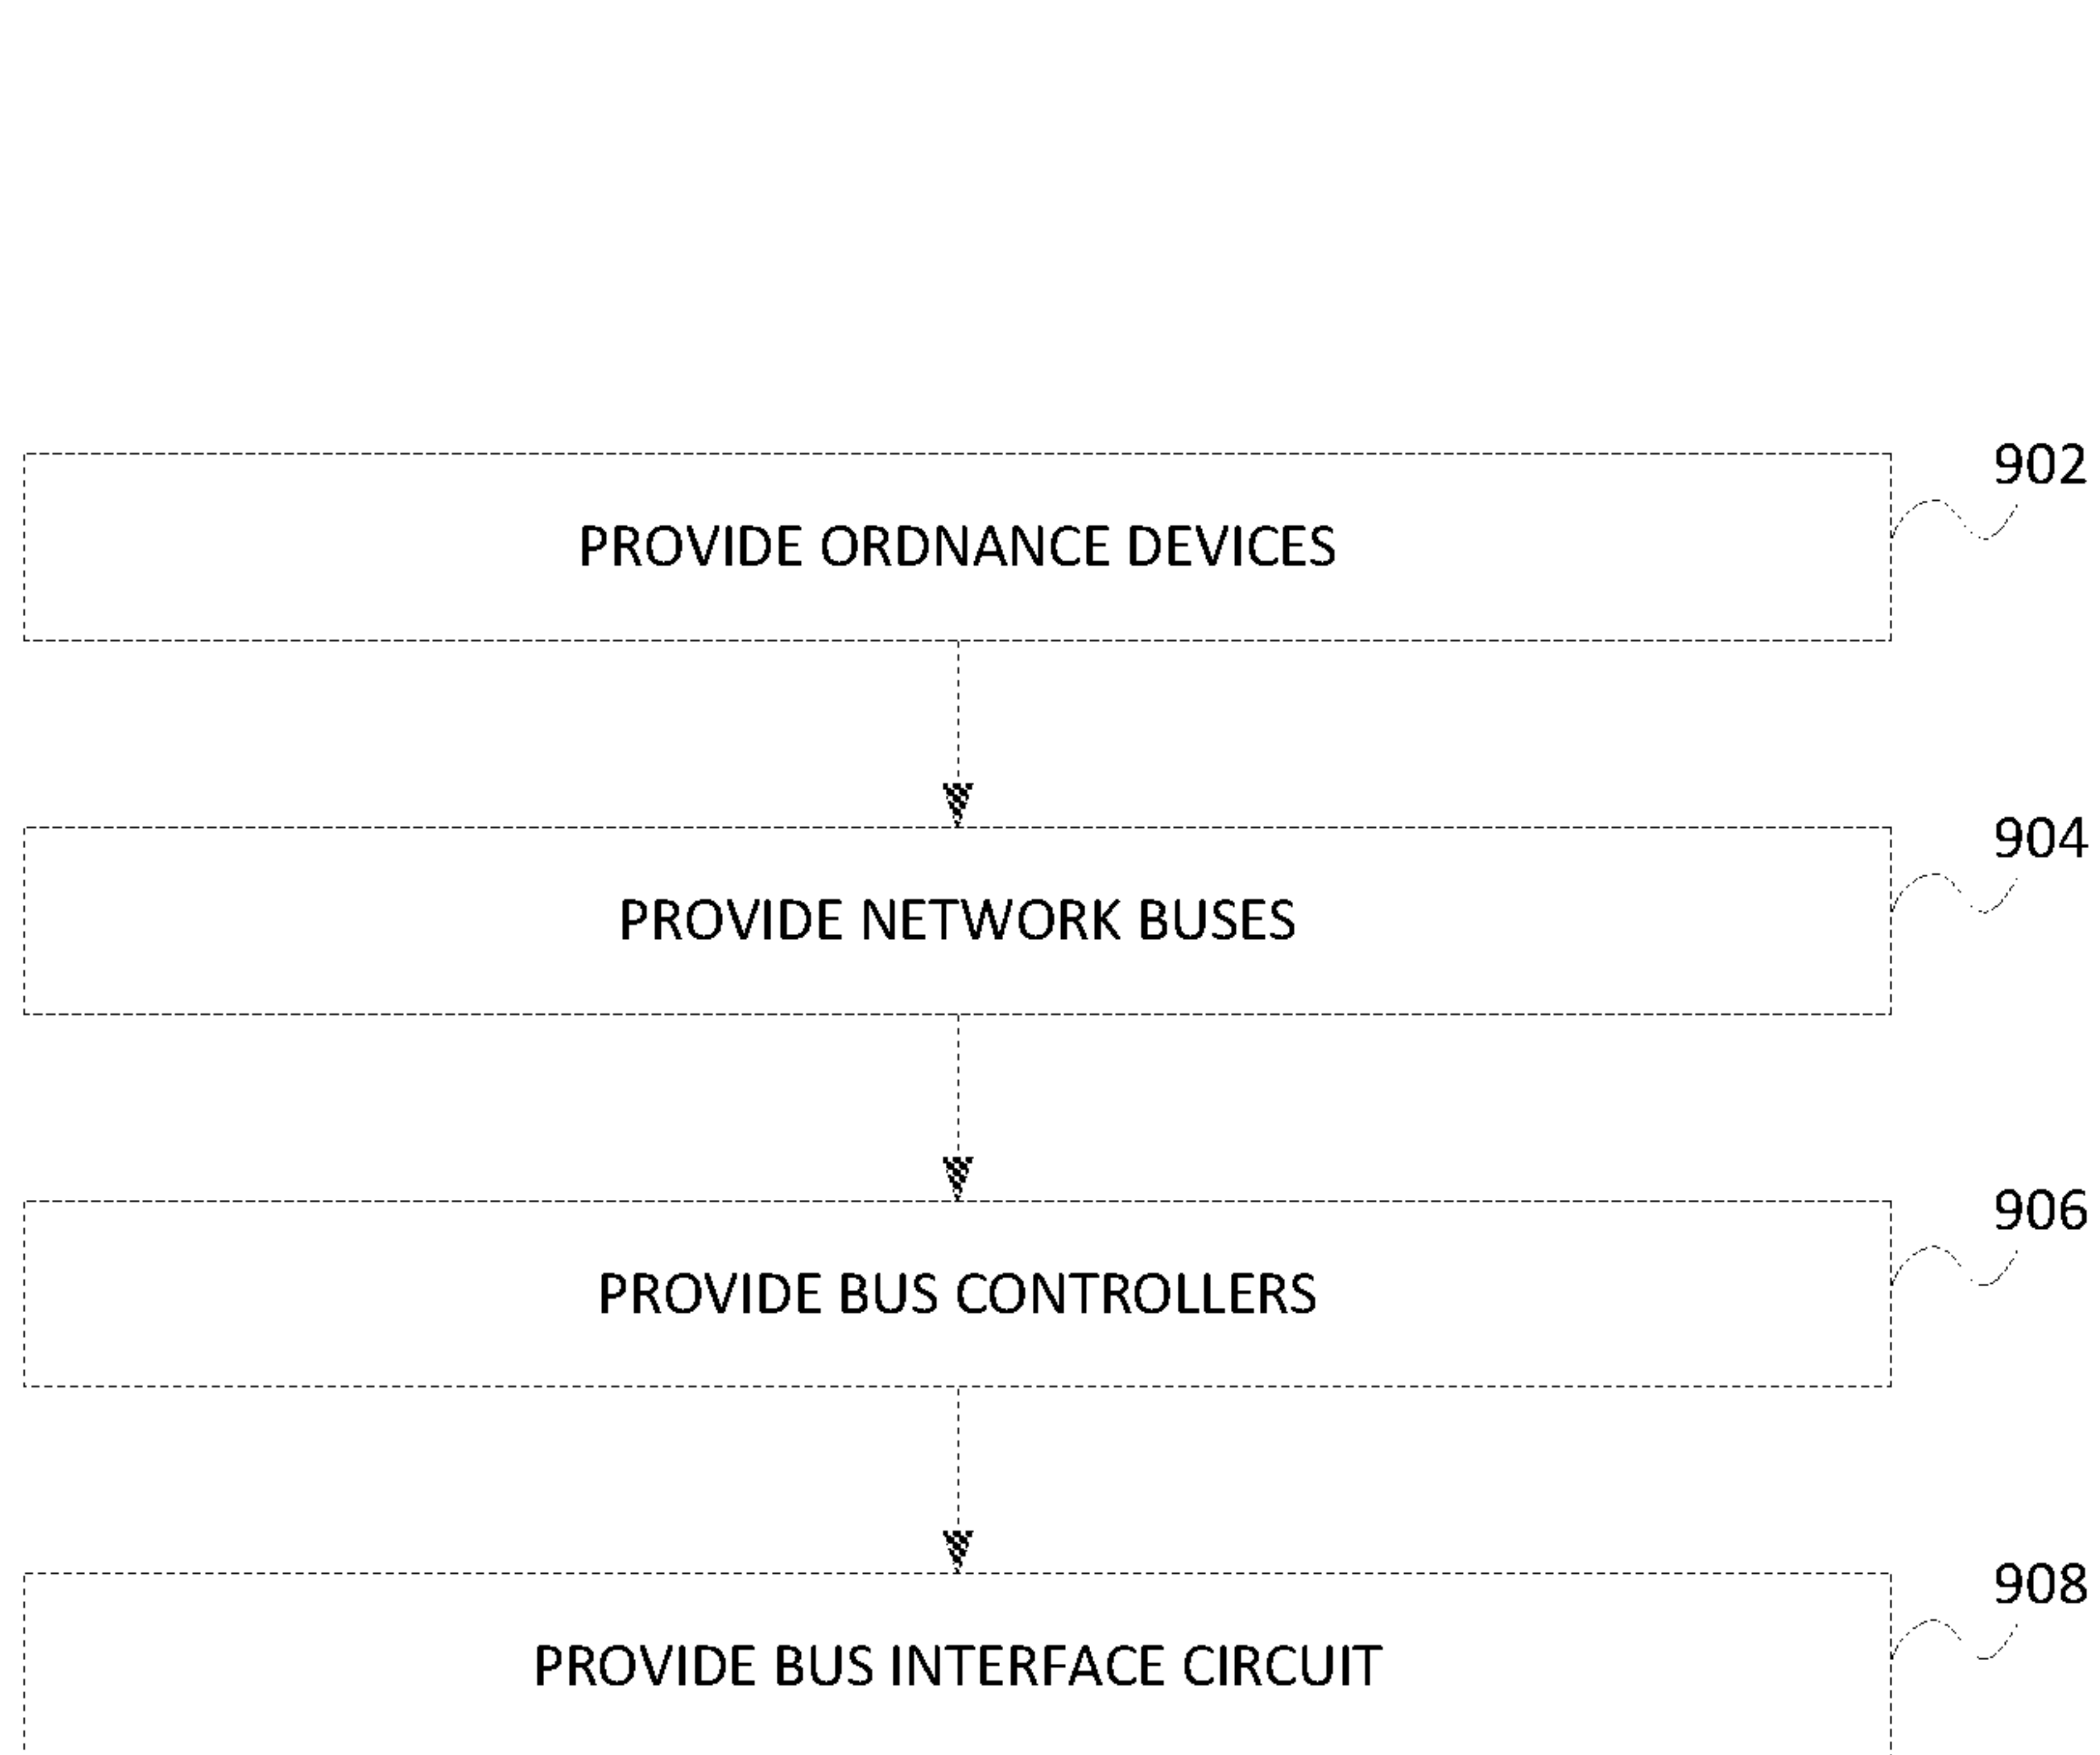 902
PROVIDE ORDNANCE DEVICES
904
PROVIDE NETWORK BUSES
906
PROVIDE BUS CONTROLLERS
908
PROVIDE BUS INTERFACE CIRCUIT